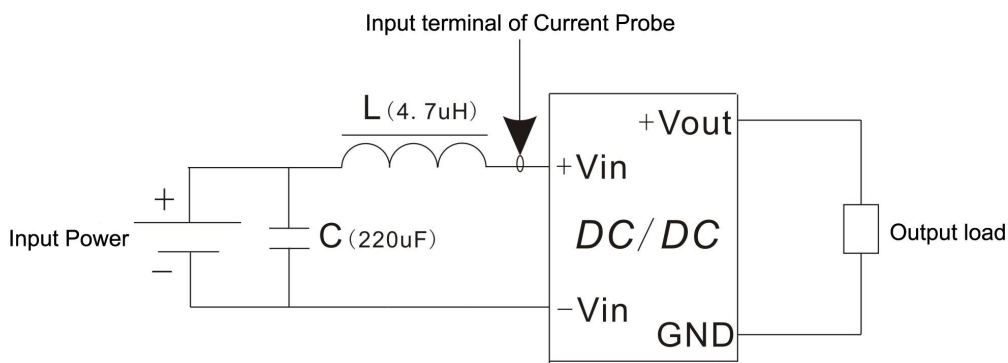 Input terminal of Current Probe
L(4.7uH)
+Vout
+Vin
+
Input Power
C(220uF)
DC/DC
Output load
−
−Vin
GND